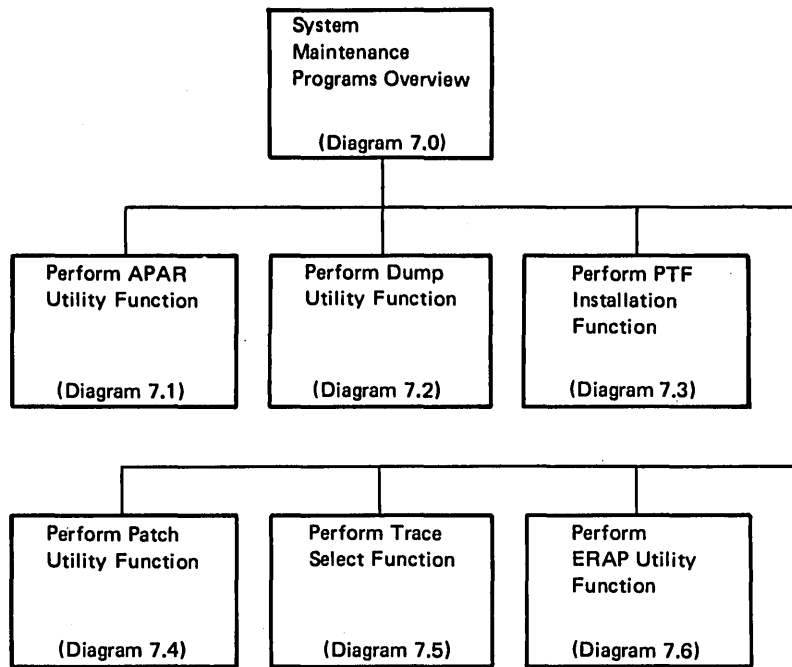 System
Maintenance
Programs Overview
(Diagram 7.0)
Perform APAR
Utility Function
(Diagram 7.1)
Perform Dump
Utility Function
(Diagram 7.2)
Perform PTF
Installation
Function
(Diagram 7.3)
Perform Patch
Utility Function
(Diagram 7.4)
Perform Trace
Select Function
(Diagram 7.5)
Perform
ERAP Utility
Function
(Diagram 7.6)